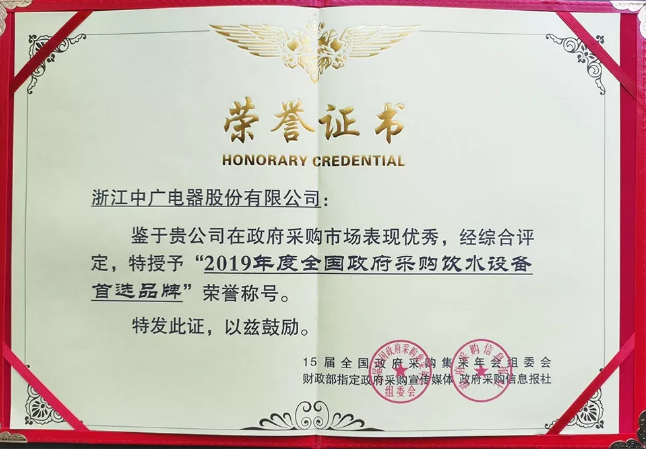 荣誉证书
HONORARY CREDENTIAL
浙江中广电器股份有限公司：
鉴于贵公司在政府采购市场表现优秀，经综合评
定，特授予“2019年度全国政府采购饮水设备
首选品牌”荣誉称号。
特发此证，以兹鼓励。
15届全国政府采购集采年会组委会
财政部指定政府采购宣传媒体 政府采购信息报社
组委会